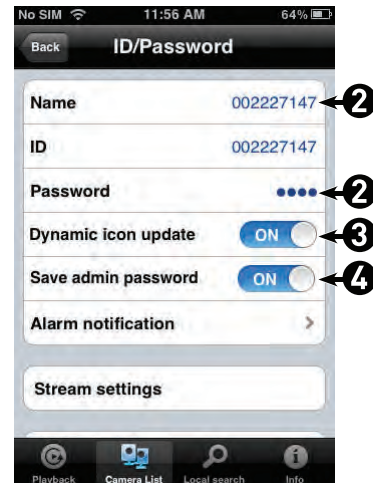 No SIM 11:56 AM 64%
Back ID/Password
Name 002227147 2
ID 002227147
Password •••• 2
Dynamic icon update ON 3
Save admin password ON 4
Alarm notification >
Stream settings
Playback Camera List Local search Info